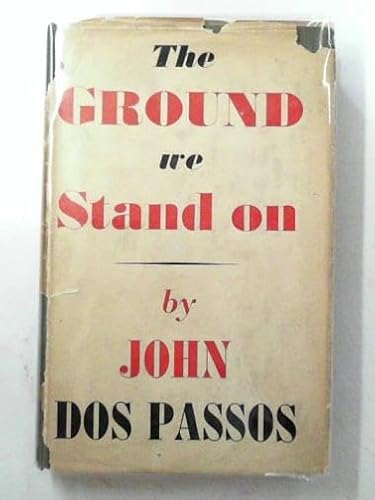 The
GROUND
we
Stand on
by
JOHN
DOS PASSOS